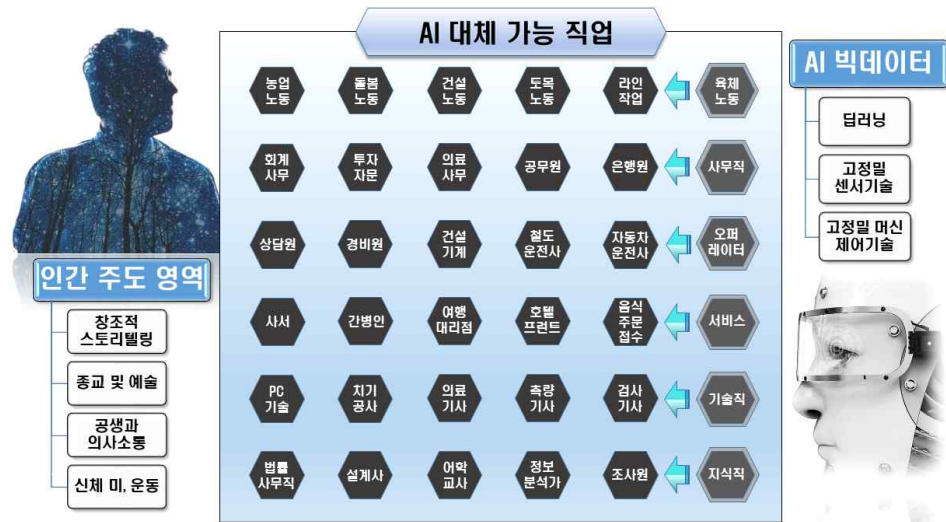 AI 대체 가능 직업
농업
노동
돌봄
노동
건설
노동
토목
노동
라인
작업
육체
노동
회계
사무
투자
자문
의료
사무
공무원
은행원
사무직
상담원
경비원
건설
기계
철도
운전사
자동차
운전사
오퍼
레이터
사서
간병인
여행
대리점
호텔
프런트
음식
주문
접수
서비스
PC
기술
치기
공사
의료
기사
측량
기사
검사
기사
기술직
법률
사무직
설계사
어학
교사
정보
분석가
조사원
지식직
인간 주도 영역
창조적
스토리텔링
종교 및 예술
공생과
의사소통
신체 미, 운동
AI 빅데이터
딥러닝
고정밀
센서기술
고정밀 머신
제어기술